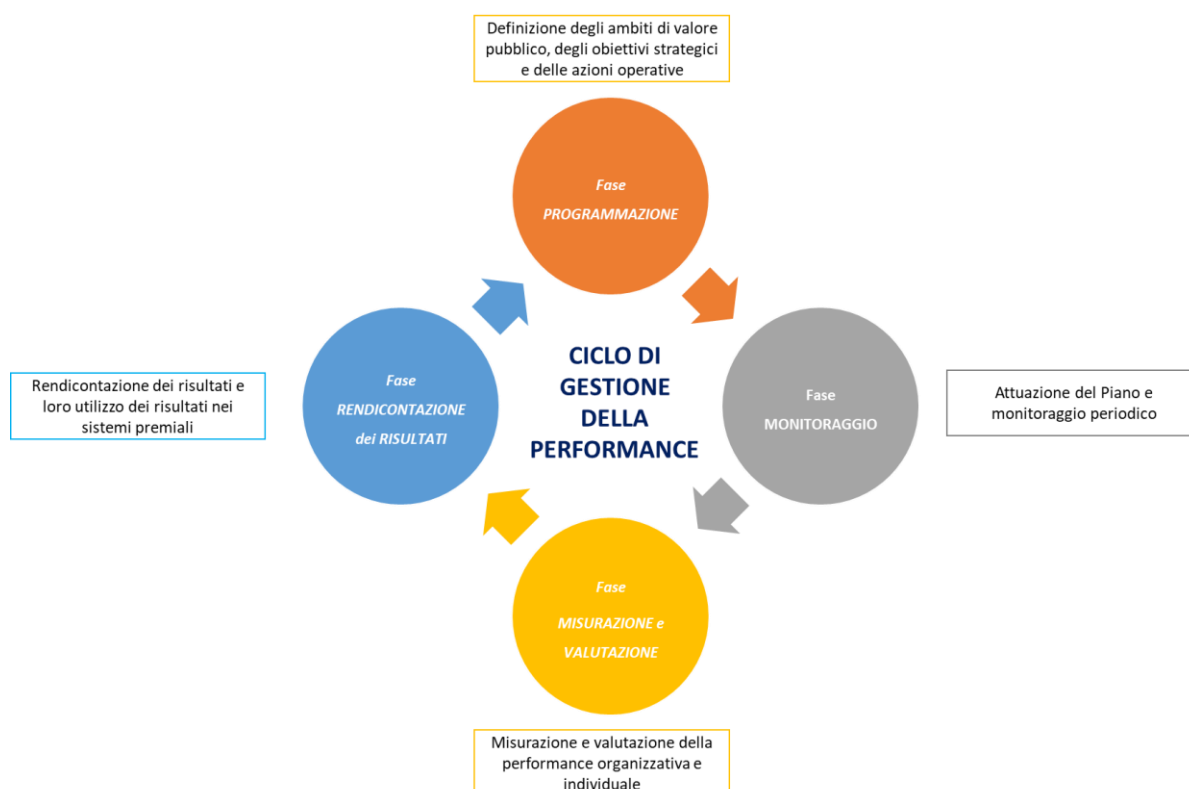 Definizione degli ambiti di valore
pubblico, degli obiettivi strategici
e delle azioni operative
Fase
PROGRAMMAZIONE
CICLO DI
GESTIONE
DELLA
PERFORMANCE
Fase
MONITORAGGIO
Attuazione del Piano e
monitoraggio periodico
Fase
MISURAZIONE e
VALUTAZIONE
Misurazione e valutazione della
performance organizzativa e
individuale
Fase
RENDICONTAZIONE
dei RISULTATI
Rendicontazione dei risultati e
loro utilizzo dei risultati nei
sistemi premiali